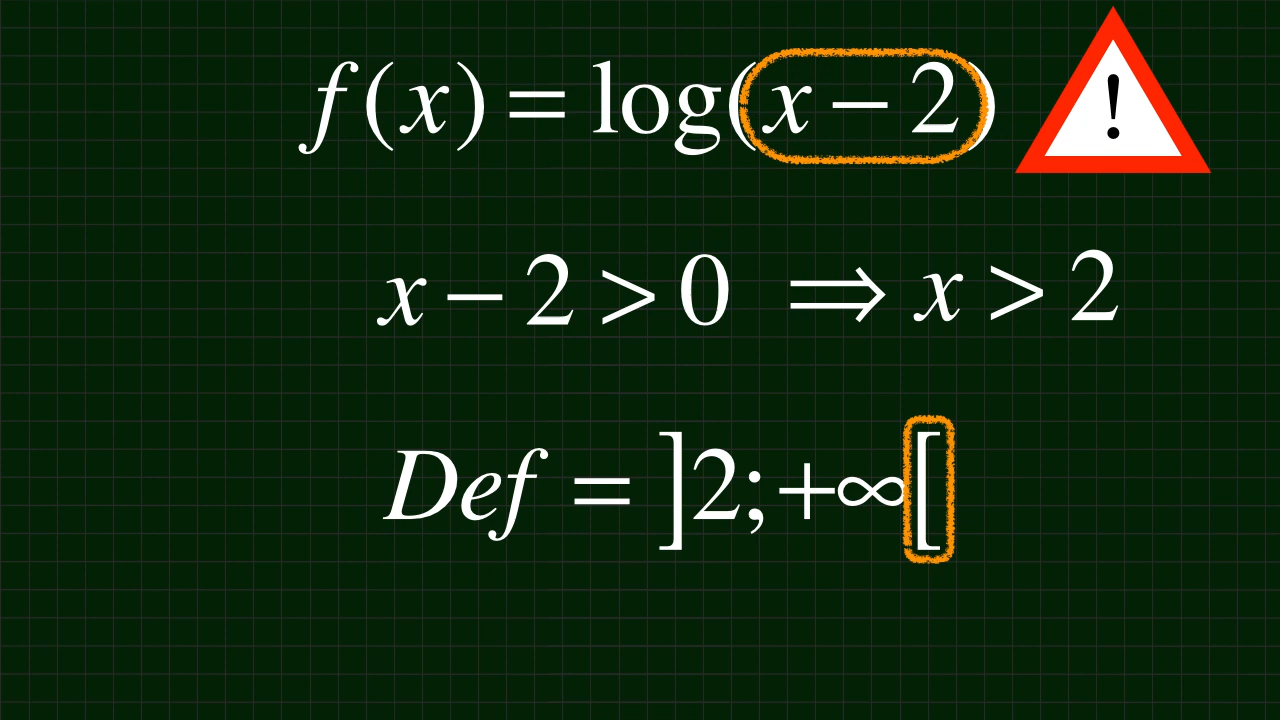 f(x) = log(x − 2) !
x − 2 > 0 ⇒ x > 2
Def = ]2; +∞[